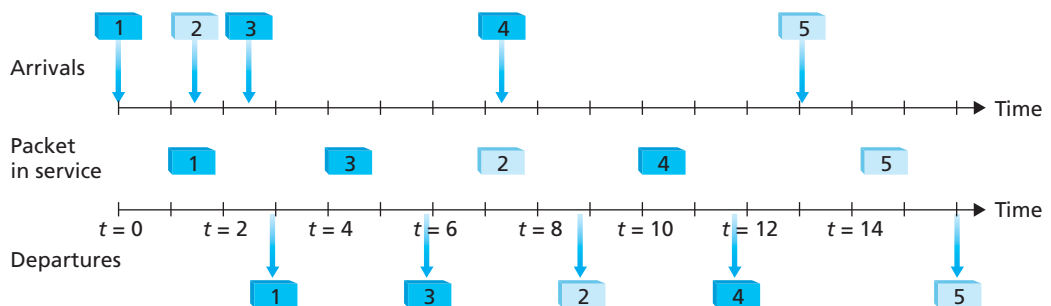 1 2 3 4 5
Arrivals
Time
Packet
in service
1 3 2 4 5
Time
t = 0 t = 2 t = 4 t = 6 t = 8 t = 10 t = 12 t = 14
Departures
1 3 2 4 5